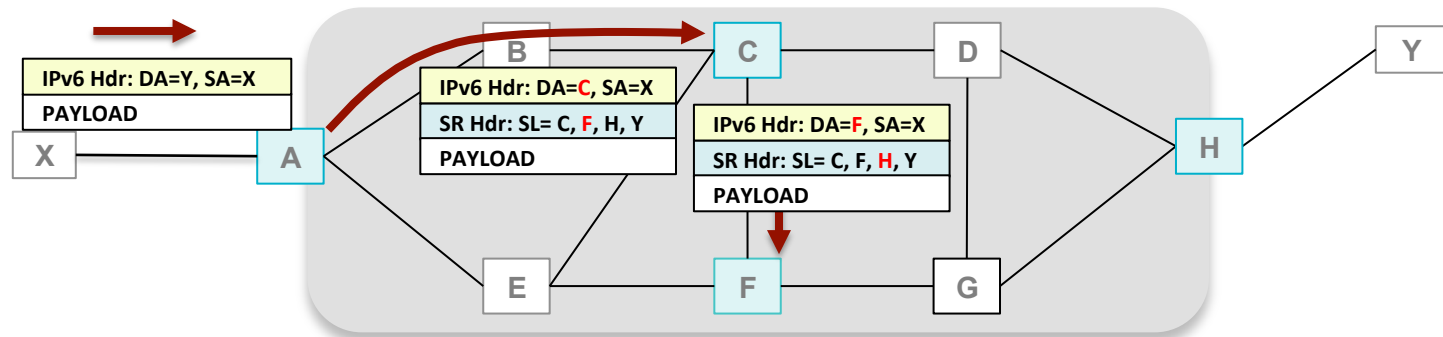 B
C
D
Y
IPv6 Hdr: DA=Y, SA=X
PAYLOAD
IPv6 Hdr: DA=C, SA=X
SR Hdr: SL= C, F, H, Y
PAYLOAD
IPv6 Hdr: DA=F, SA=X
SR Hdr: SL= C, F, H, Y
PAYLOAD
X
A
H
E
F
G